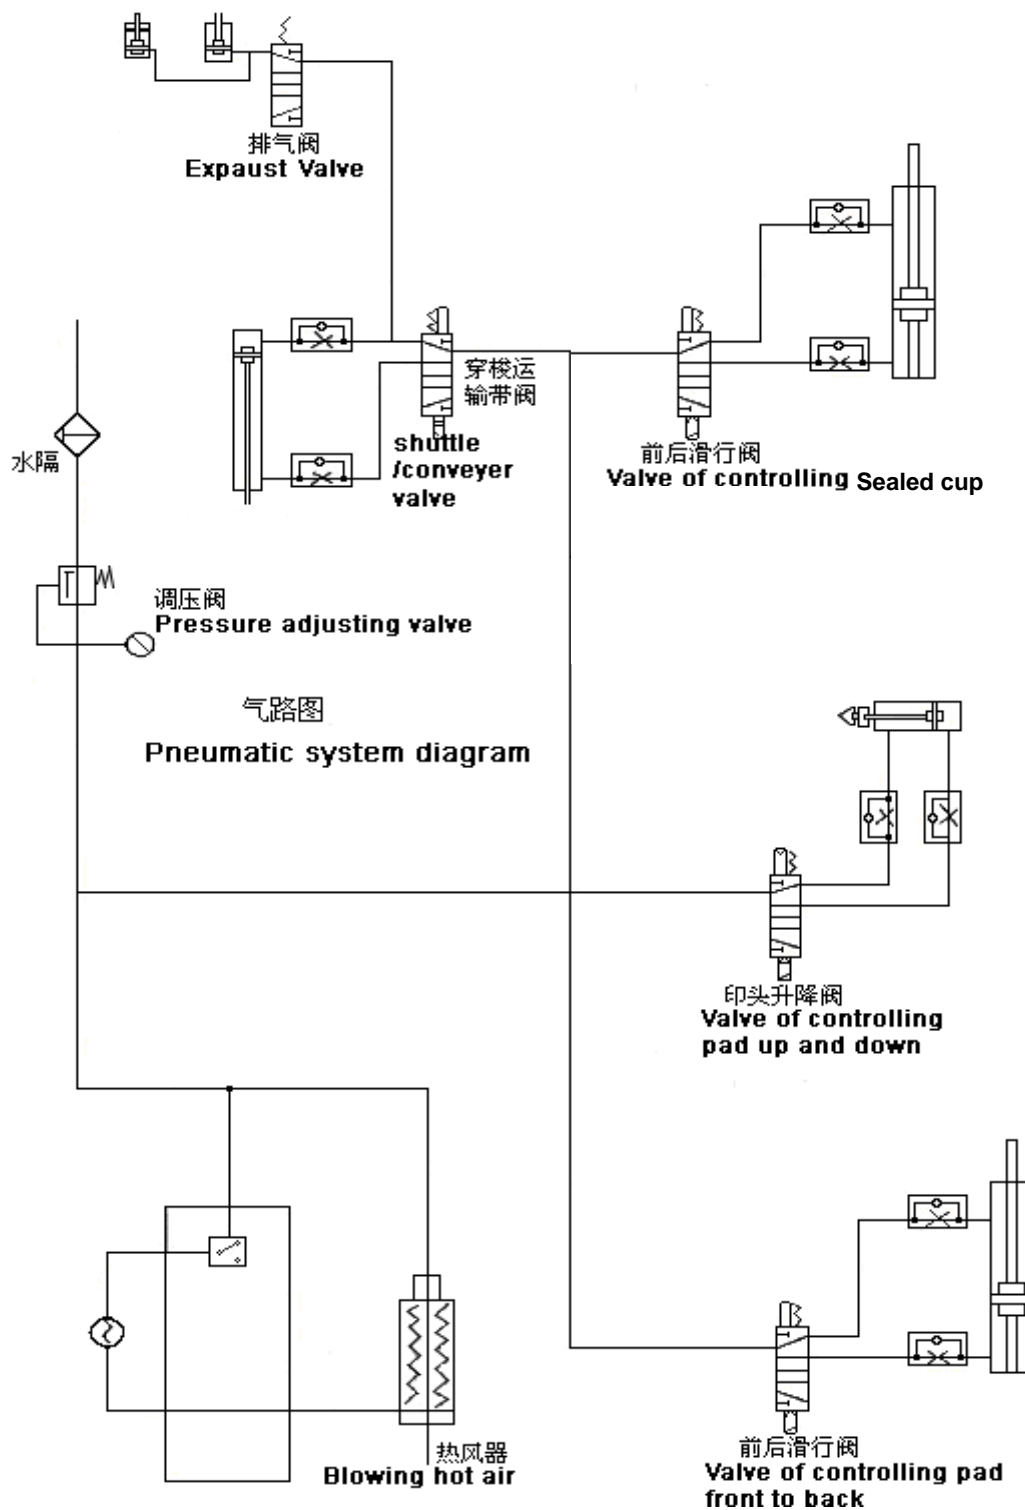 排气阀
Expaust Valve
穿梭运
输带阀
shuttle
/conveyer
valve
前后滑行阀
Valve of controlling Sealed cup
水隔
调压阀
Pressure adjusting valve
气路图
Pneumatic system diagram
印头升降阀
Valve of controlling
pad up and down
热风器
Blowing hot air
前后滑行阀
Valve of controlling pad
front to back